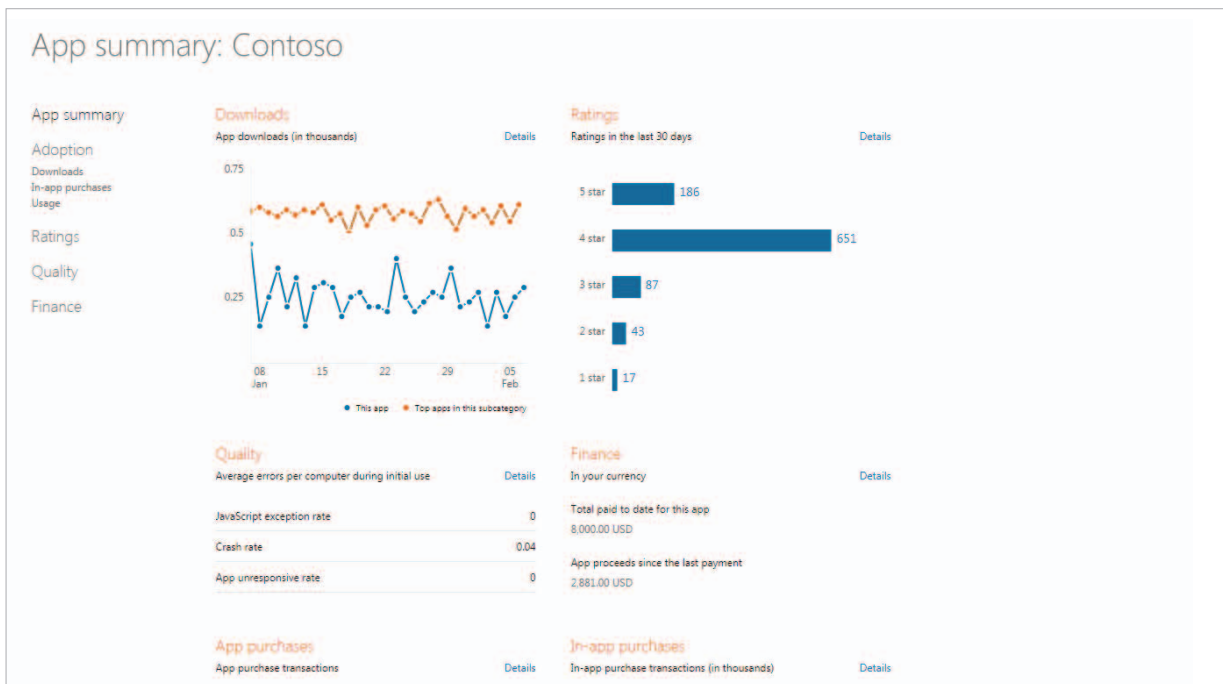 App summary: Contoso
App summary
Adoption
Downloads
In-app purchases
Usage
Ratings
Quality
Finance
Downloads
App downloads (in thousands)
Details
0.75
0.5
0.25
08
Jan
15
22
29
05
Feb
This app
Top apps in this subcategory
Ratings
Ratings in the last 30 days
Details
5 star 186
4 star 651
3 star 87
2 star 43
1 star 17
Quality
Average errors per computer during initial use
Details
JavaScript exception rate 0
Crash rate 0.04
App unresponsive rate 0
Finance
In your currency
Details
Total paid to date for this app
8,000.00 USD
App proceeds since the last payment
2,881.00 USD
App purchases
App purchase transactions
Details
In-app purchases
In-app purchase transactions (in thousands)
Details